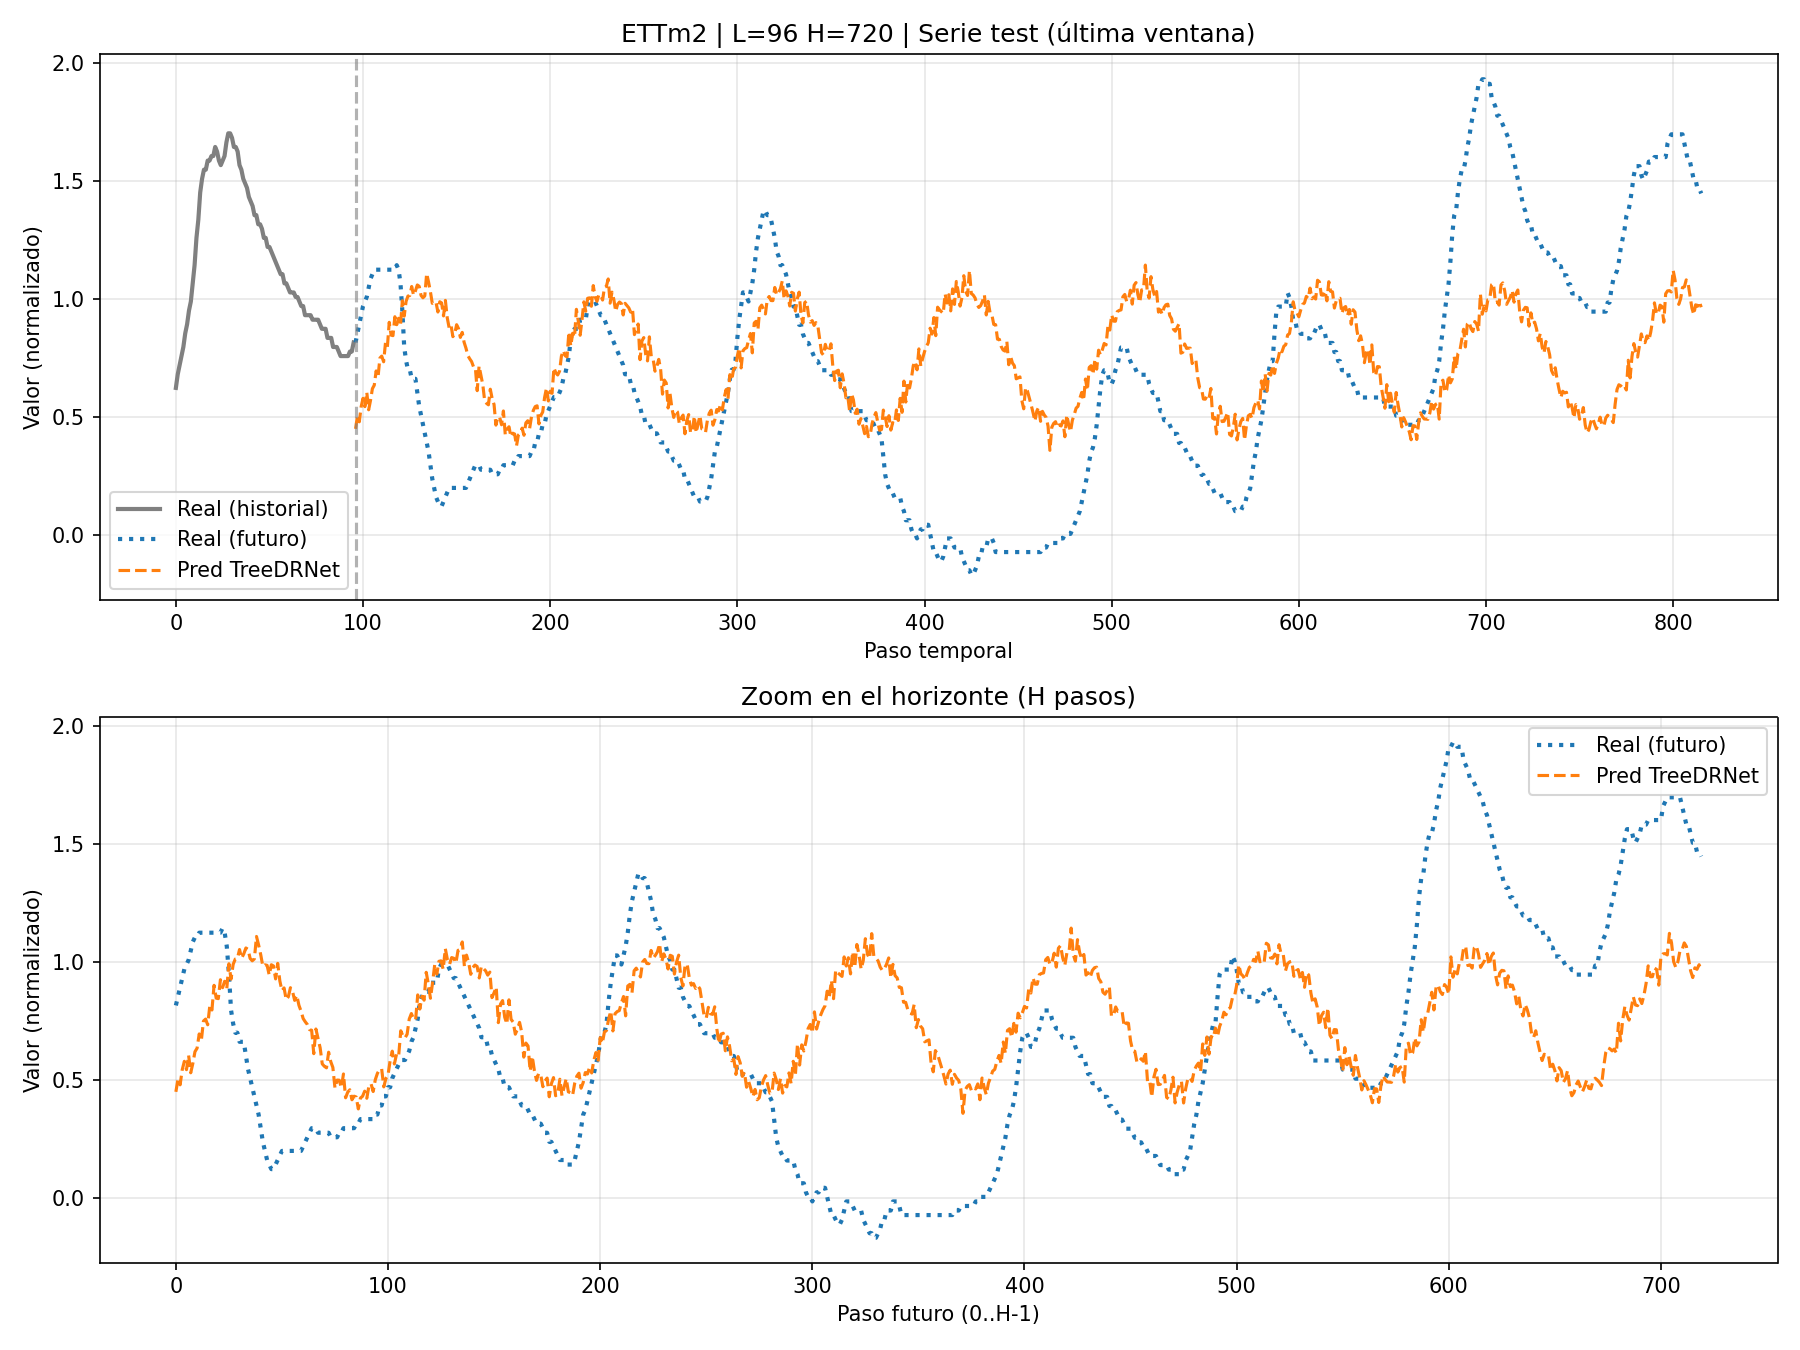 ETTm2 | L=96 H=720 | Serie test (última ventana)
Valor (normalizado)
2.0
1.5
1.0
0.5
0.0
Real (historial)
Real (futuro)
Pred TreeDRNet
0 100 200 300 400 500 600 700 800
Paso temporal
Zoom en el horizonte (H pasos)
Valor (normalizado)
2.0
1.5
1.0
0.5
0.0
Real (futuro)
Pred TreeDRNet
0 100 200 300 400 500 600 700
Paso futuro (0..H-1)